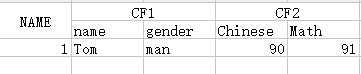 NAME CF1 CF2
name gender Chinese Math
1 Tom man 90 91